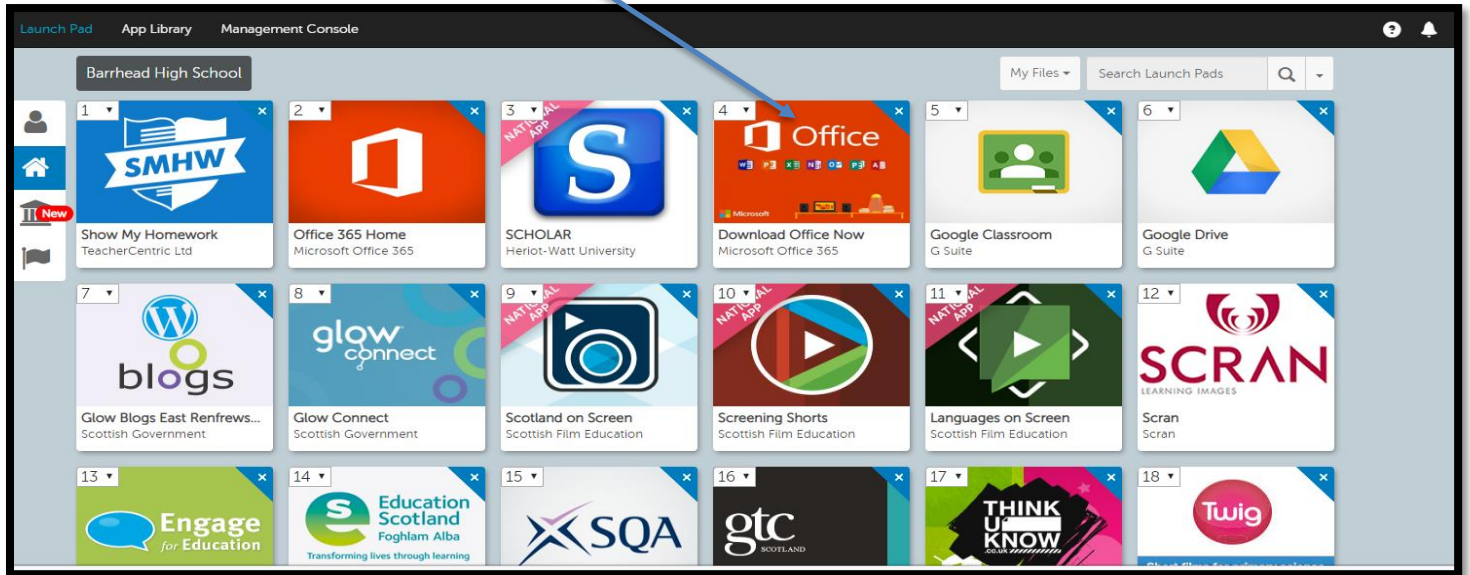 Launch Pad App Library Management Console
Barrhead High School My Files Search Launch Pads
New
1 2 3 4 5 6
SMHW
NATIONAL APP
S
Office
Microsoft
Show My Homework
TeacherCentric Ltd
Office 365 Home
Microsoft Office 365
SCHOLAR
Heriot-Watt University
Download Office Now
Microsoft Office 365
Google Classroom
G Suite
Google Drive
G Suite
7 8 9 10 11 12
blogs
glow
connect
NATIONAL APP
NATIONAL APP
NATIONAL APP
SCRAN
LEARNING IMAGES
Glow Blogs East Renfrews...
Scottish Government
Glow Connect
Scottish Government
Scotland on Screen
Scottish Film Education
Screening Shorts
Scottish Film Education
Languages on Screen
Scottish Film Education
Scran
Scran
13 14 15 16 17 18
Engage
for Education
Education
Scotland
Foghlam Alba
Transforming lives through learning
SQA
gtc
SCOTLAND
THINK
U
KNOW
.co.uk
Twig
Short films for primary science